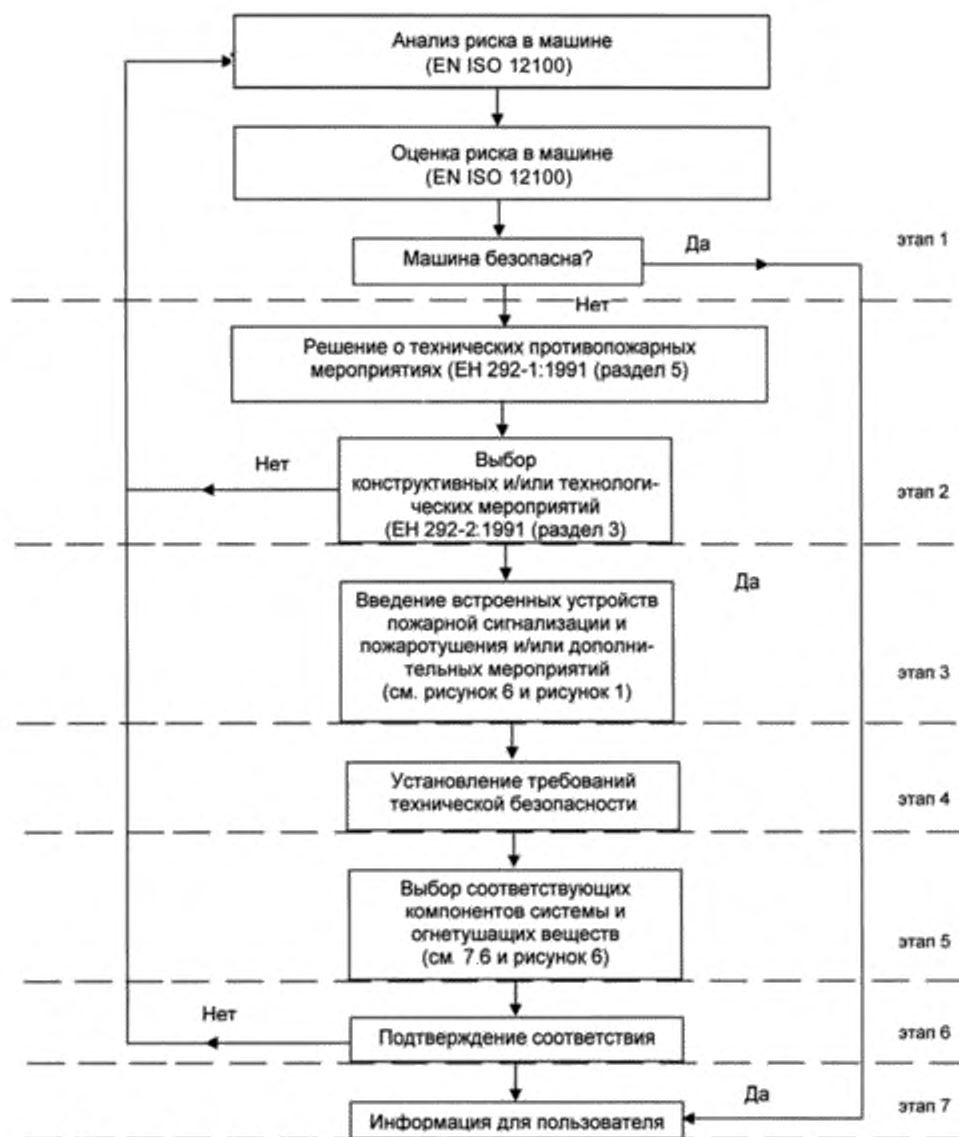 Анализ риска в машине
(EN ISO 12100)
Оценка риска в машине
(EN ISO 12100)
Машина безопасна?
Да
этап 1
Нет
Решение о технических противопожарных
мероприятиях (ЕН 292-1:1991 (раздел 5)
Нет
Выбор
конструктивных и/или технологи-
ческих мероприятий
(ЕН 292-2:1991 (раздел 3)
этап 2
Да
Введение встроенных устройств
пожарной сигнализации и
пожаротушения и/или дополни-
тельных мероприятий
(см. рисунок 6 и рисунок 1)
этап 3
Установление требований
технической безопасности
этап 4
Выбор соответствующих
компонентов системы и
огнетушащих веществ
(см. 7.6 и рисунок 6)
этап 5
Нет
Подтверждение соответствия
этап 6
Да
Информация для пользователя
этап 7